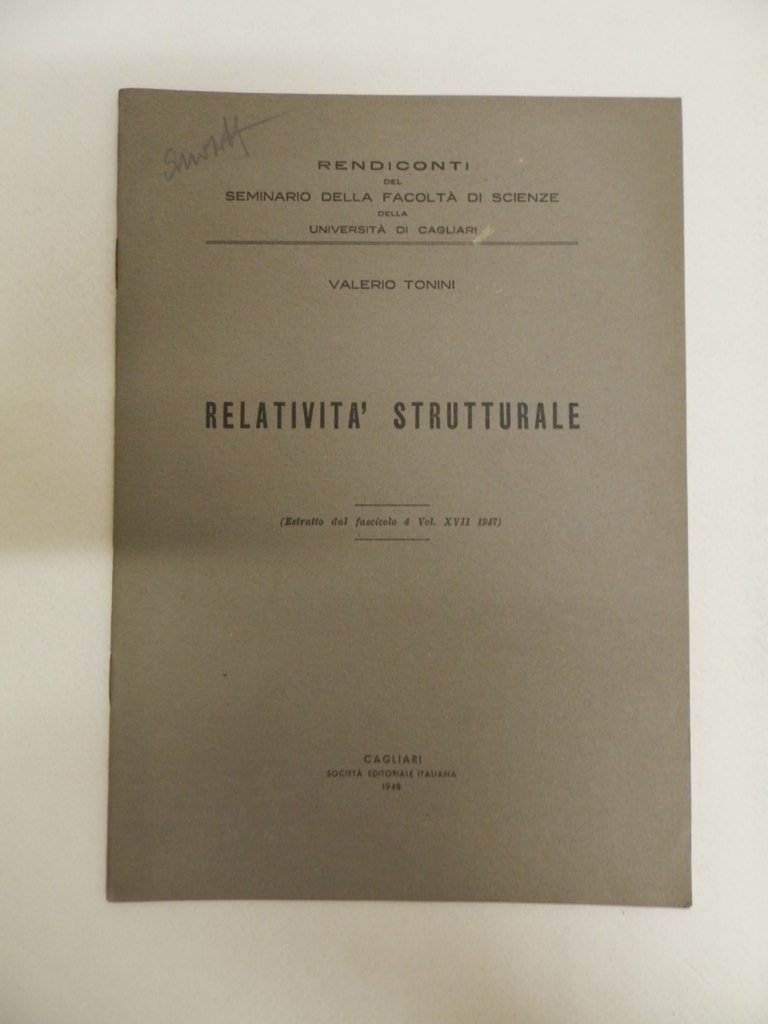 RENDICONTI
DEL
SEMINARIO DELLA FACOLTÀ DI SCIENZE
DELLA
UNIVERSITÀ DI CAGLIARI
VALERIO TONINI
RELATIVITA' STRUTTURALE
(Estratto dal fascicolo 4 Vol. XVII 1947)
CAGLIARI
SOCIETÀ EDITORIALE ITALIANA
1948